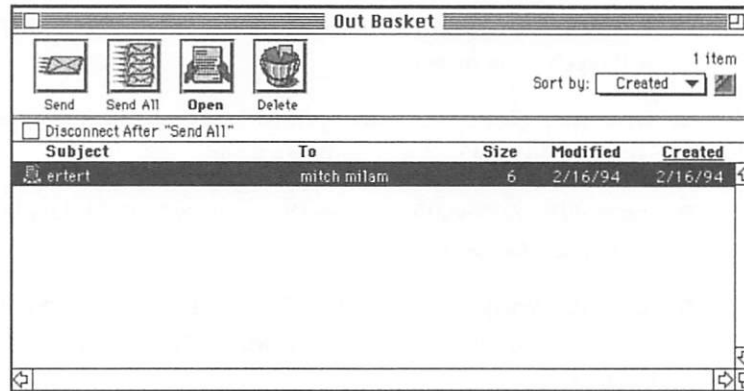 Out Basket
1 item
Sort by: Created
Send Send All Open Delete
Disconnect After "Send All"
Subject To Size Modified Created
ertert mitch milam 6 2/16/94 2/16/94